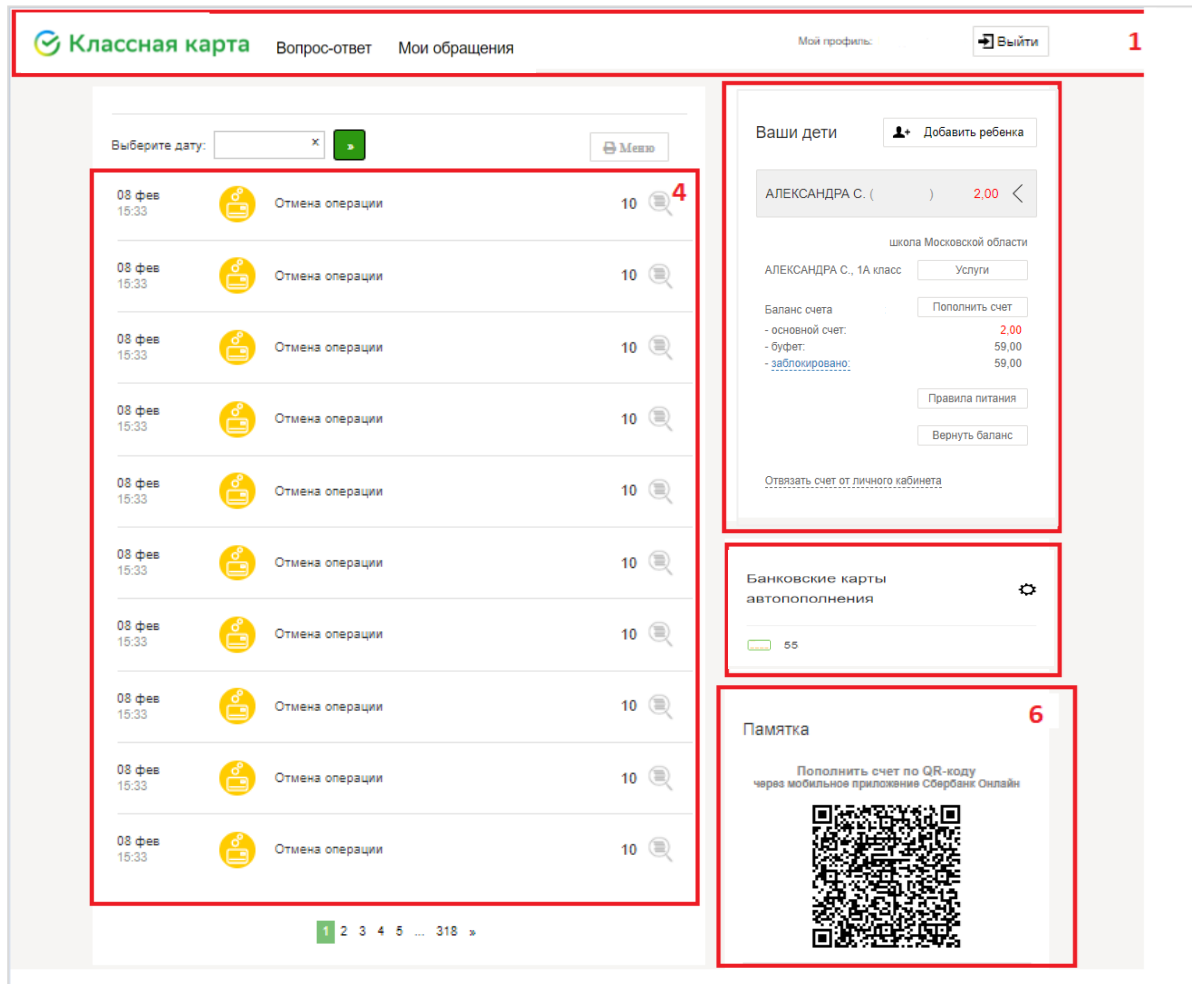 Классная карта Вопрос-ответ Мои обращения Мой профиль: Выйти 1
Выберите дату: × » Меню
4
08 фев
15:33
Отмена операции 10
08 фев
15:33
Отмена операции 10
08 фев
15:33
Отмена операции 10
08 фев
15:33
Отмена операции 10
08 фев
15:33
Отмена операции 10
08 фев
15:33
Отмена операции 10
08 фев
15:33
Отмена операции 10
08 фев
15:33
Отмена операции 10
08 фев
15:33
Отмена операции 10
08 фев
15:33
Отмена операции 10
1 2 3 4 5 ... 318 »
Ваши дети Добавить ребенка
АЛЕКСАНДРА С. ( ) 2,00
школа Московской области
АЛЕКСАНДРА С., 1А класс Услуги
Баланс счета Пополнить счет
- основной счет: 2,00
- буфет: 59,00
- заблокировано: 59,00
Правила питания
Вернуть баланс
Отвязать счет от личного кабинета
Банковские карты
автопополнения
55
6
Памятка
Пополнить счет по QR-коду
через мобильное приложение Сбербанк Онлайн